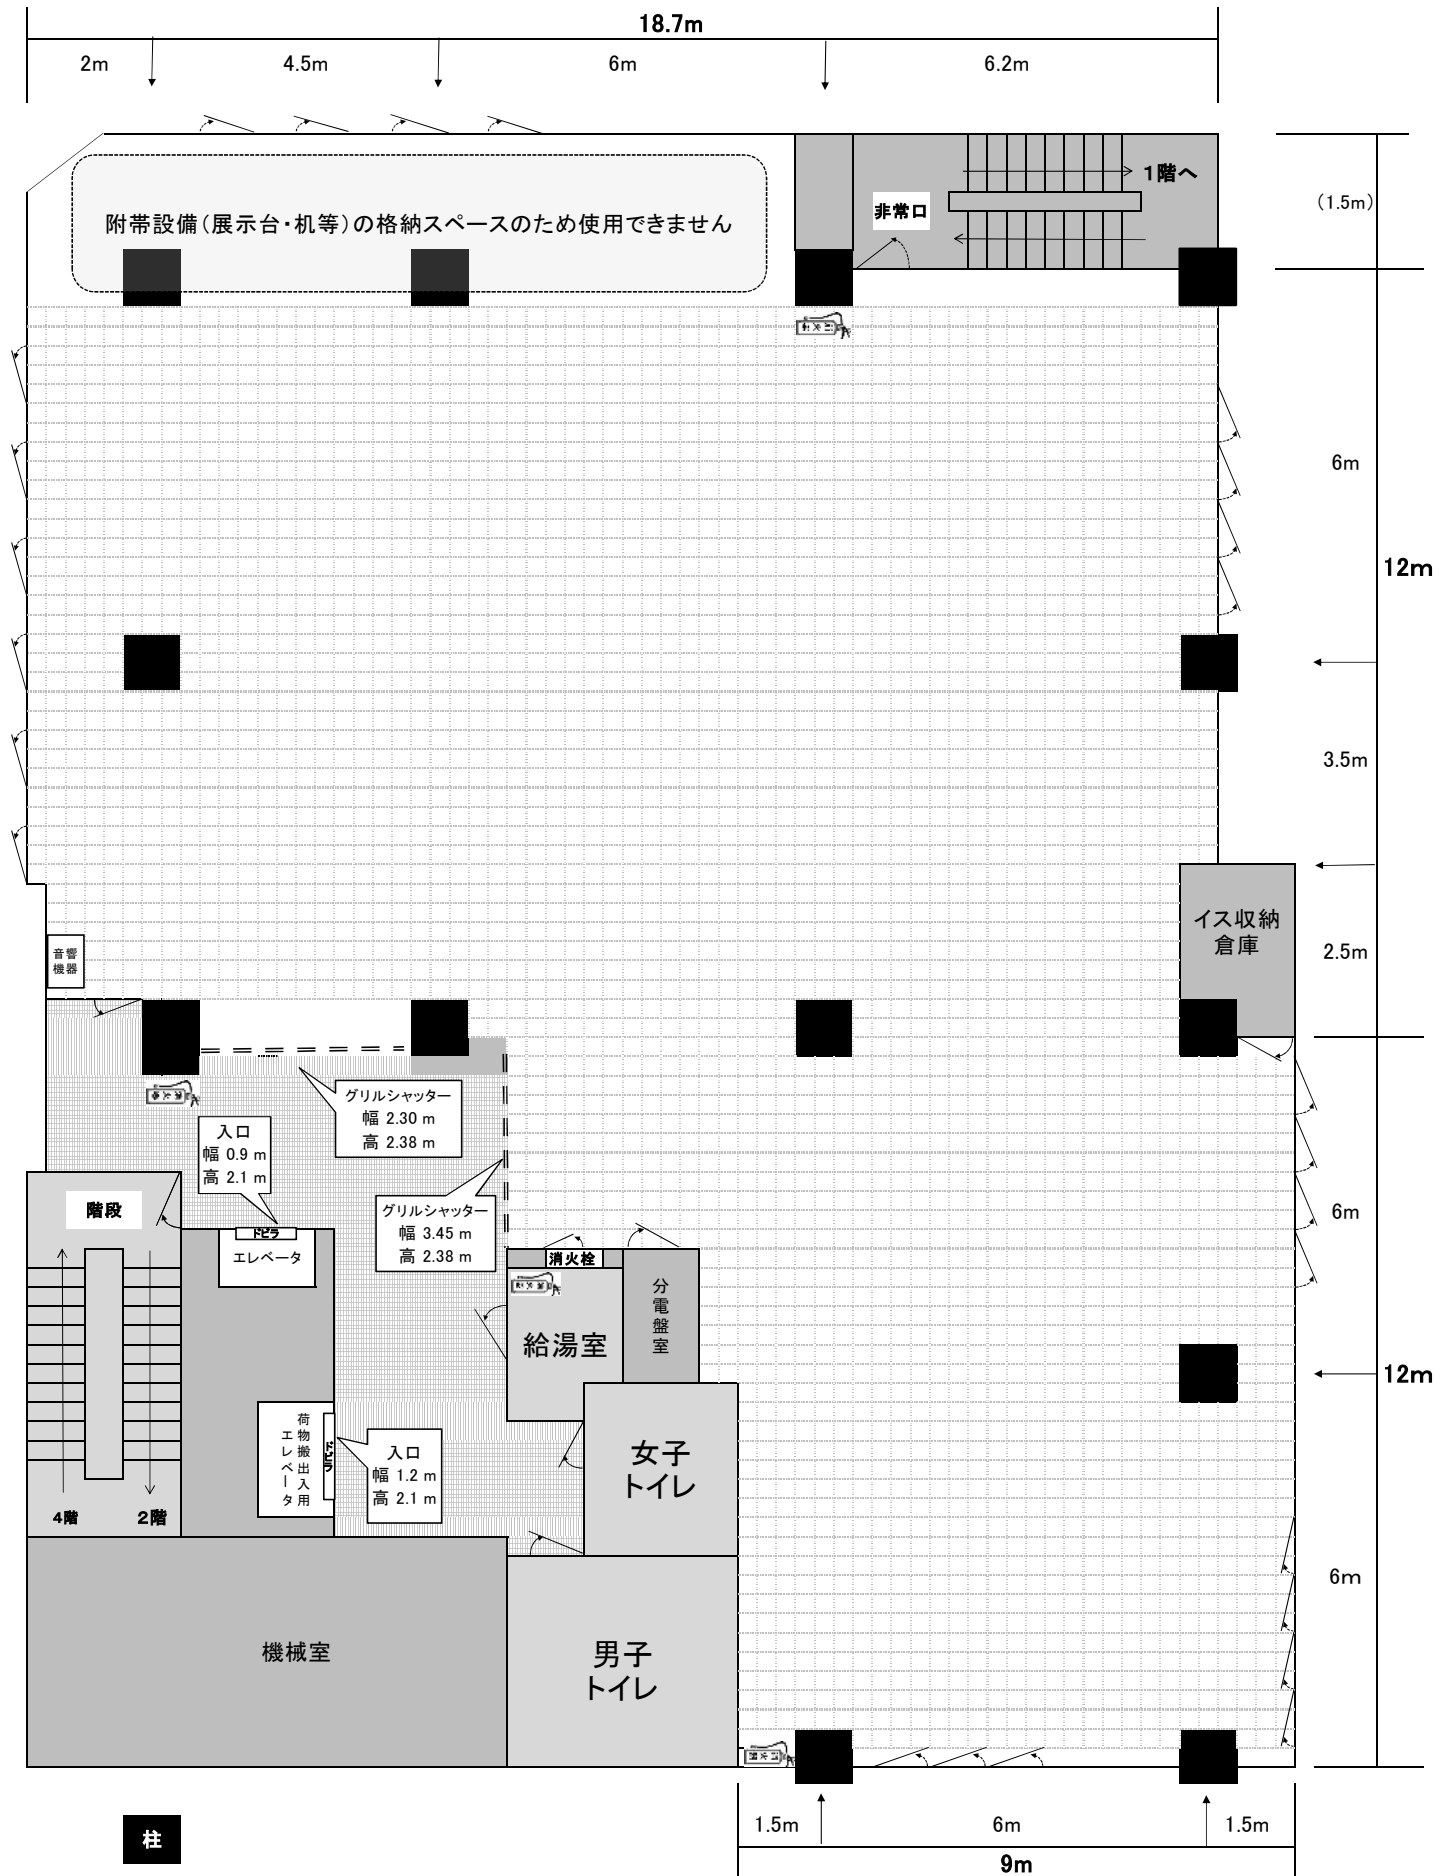 18.7m
2m
4.5m
6m
6.2m
附帯設備(展示台・机等)の格納スペースのため使用できません
非常口
1階へ
(1.5m)
6m
12m
3.5m
イス収納
倉庫
2.5m
音響
機器
グリルシャッター
幅 2.30 m
高 2.38 m
入口
幅 0.9 m
高 2.1 m
階段
グリルシャッター
幅 3.45 m
高 2.38 m
6m
エレベータ
消火栓
分電盤室
給湯室
12m
荷物搬出入用
エレベータ
入口
幅 1.2 m
高 2.1 m
女子
トイレ
4階
2階
6m
機械室
男子
トイレ
1.5m
6m
1.5m
柱
9m